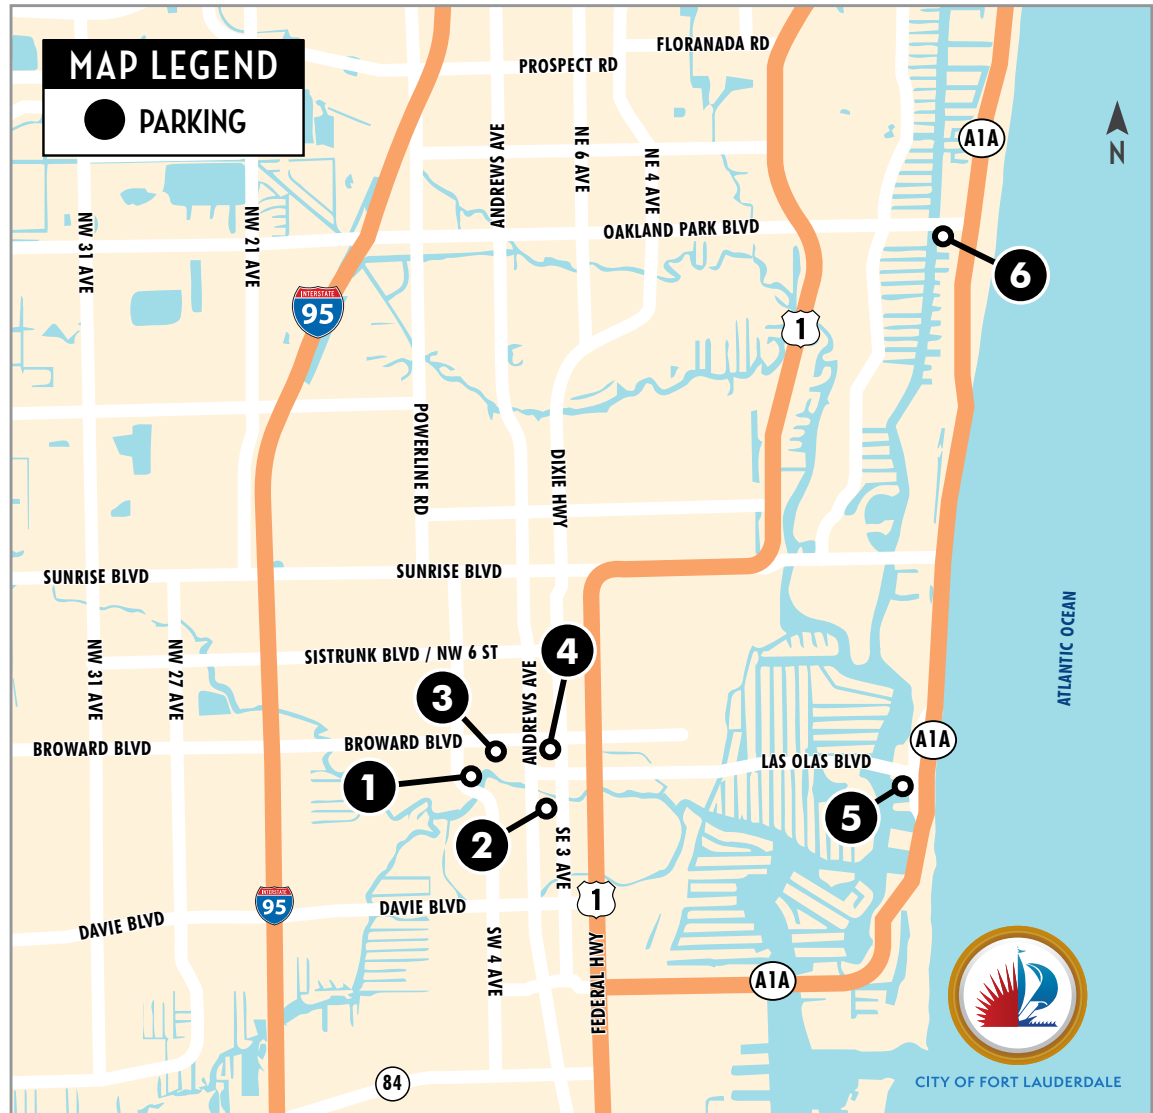 MAP LEGEND
PARKING
FLORANADA RD
PROSPECT RD
A1A
N
ANDREWS AVE
NE 6 AVE
NE 4 AVE
NW 31 AVE
NW 21 AVE
OAKLAND PARK BLVD
6
INTERSTATE
95
1
POWERLINE RD
DIXIE HWY
SUNRISE BLVD
SUNRISE BLVD
ATLANTIC OCEAN
NW 31 AVE
NW 27 AVE
SISTRUNK BLVD / NW 6 ST
4
3
ANDREWS AVE
BROWARD BLVD
BROWARD BLVD
A1A
LAS OLAS BLVD
1
5
2
SE 3 AVE
INTERSTATE
95
1
DAVIE BLVD
DAVIE BLVD
SW 4 AVE
FEDERAL HWY
A1A
84
CITY OF FORT LAUDERDALE